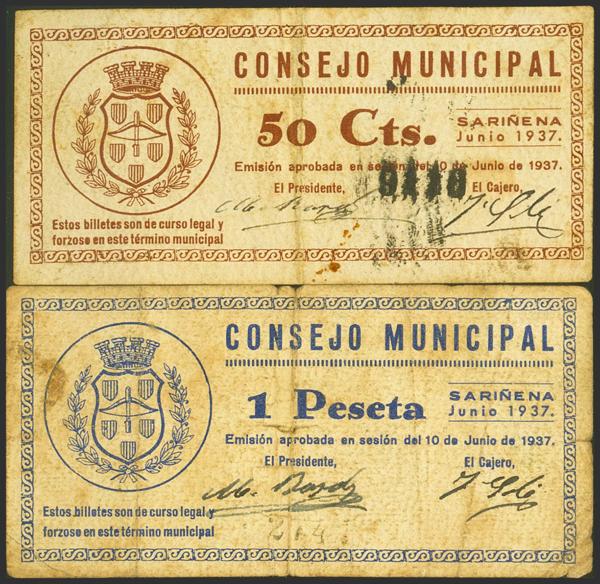 CONSEJO MUNICIPAL
50 Cts.
SARIÑENA
Junio 1937.
Emisión aprobada en sesión del 10 de Junio de 1937.
El Presidente,
El Cajero,
Estos billetes son de curso legal y
forzoso en este término municipal
CONSEJO MUNICIPAL
1 Peseta
SARIÑENA
Junio 1937.
Emisión aprobada en sesión del 10 de Junio de 1937.
El Presidente,
El Cajero,
Estos billetes son de curso legal y
forzoso en este término municipal